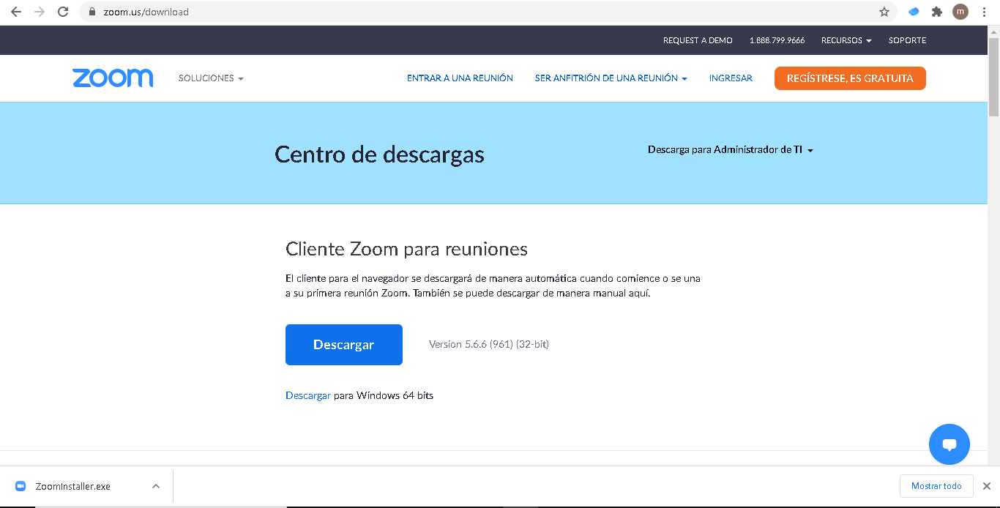 zoom.us/download
m
REQUEST A DEMO 1.888.799.9666 RECURSOS SOPORTE
zoom SOLUCIONES ENTRAR A UNA REUNIÓN SER ANFITRIÓN DE UNA REUNIÓN INGRESAR REGÍSTRESE, ES GRATUITA
Centro de descargas
Descarga para Administrador de TI
Cliente Zoom para reuniones
El cliente para el navegador se descargará de manera automática cuando comience o se una
a su primera reunión Zoom. También se puede descargar de manera manual aquí.
Descargar Version 5.6.6 (961) (32-bit)
Descargar para Windows 64 bits
ZoomInstaller.exe Mostrar todo